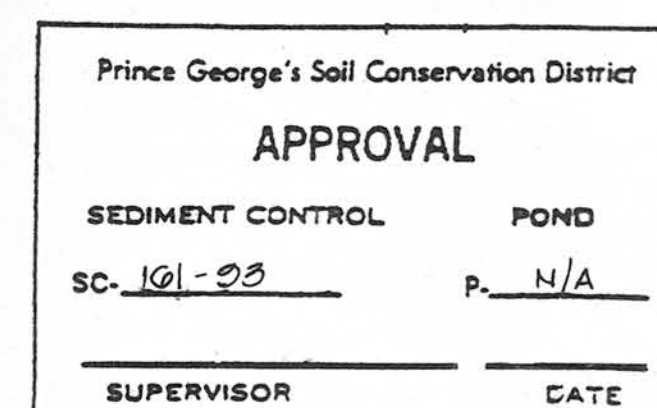 Prince George's Soil Conservation District
APPROVAL
SEDIMENT CONTROL POND
SC- 161-93 P- N/A
SUPERVISOR DATE